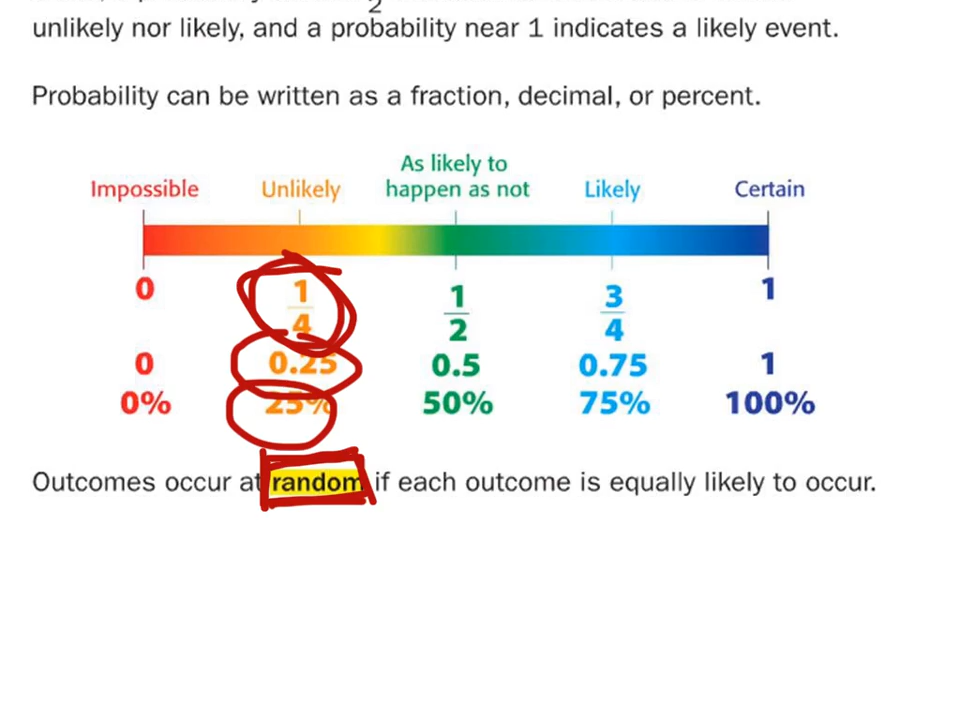 2
unlikely nor likely, and a probability near 1 indicates a likely event.
Probability can be written as a fraction, decimal, or percent.
As likely to
Impossible Unlikely happen as not Likely Certain
0 1/4 1/2 3/4 1
0 0.25 0.5 0.75 1
0% 25% 50% 75% 100%
Outcomes occur at random if each outcome is equally likely to occur.